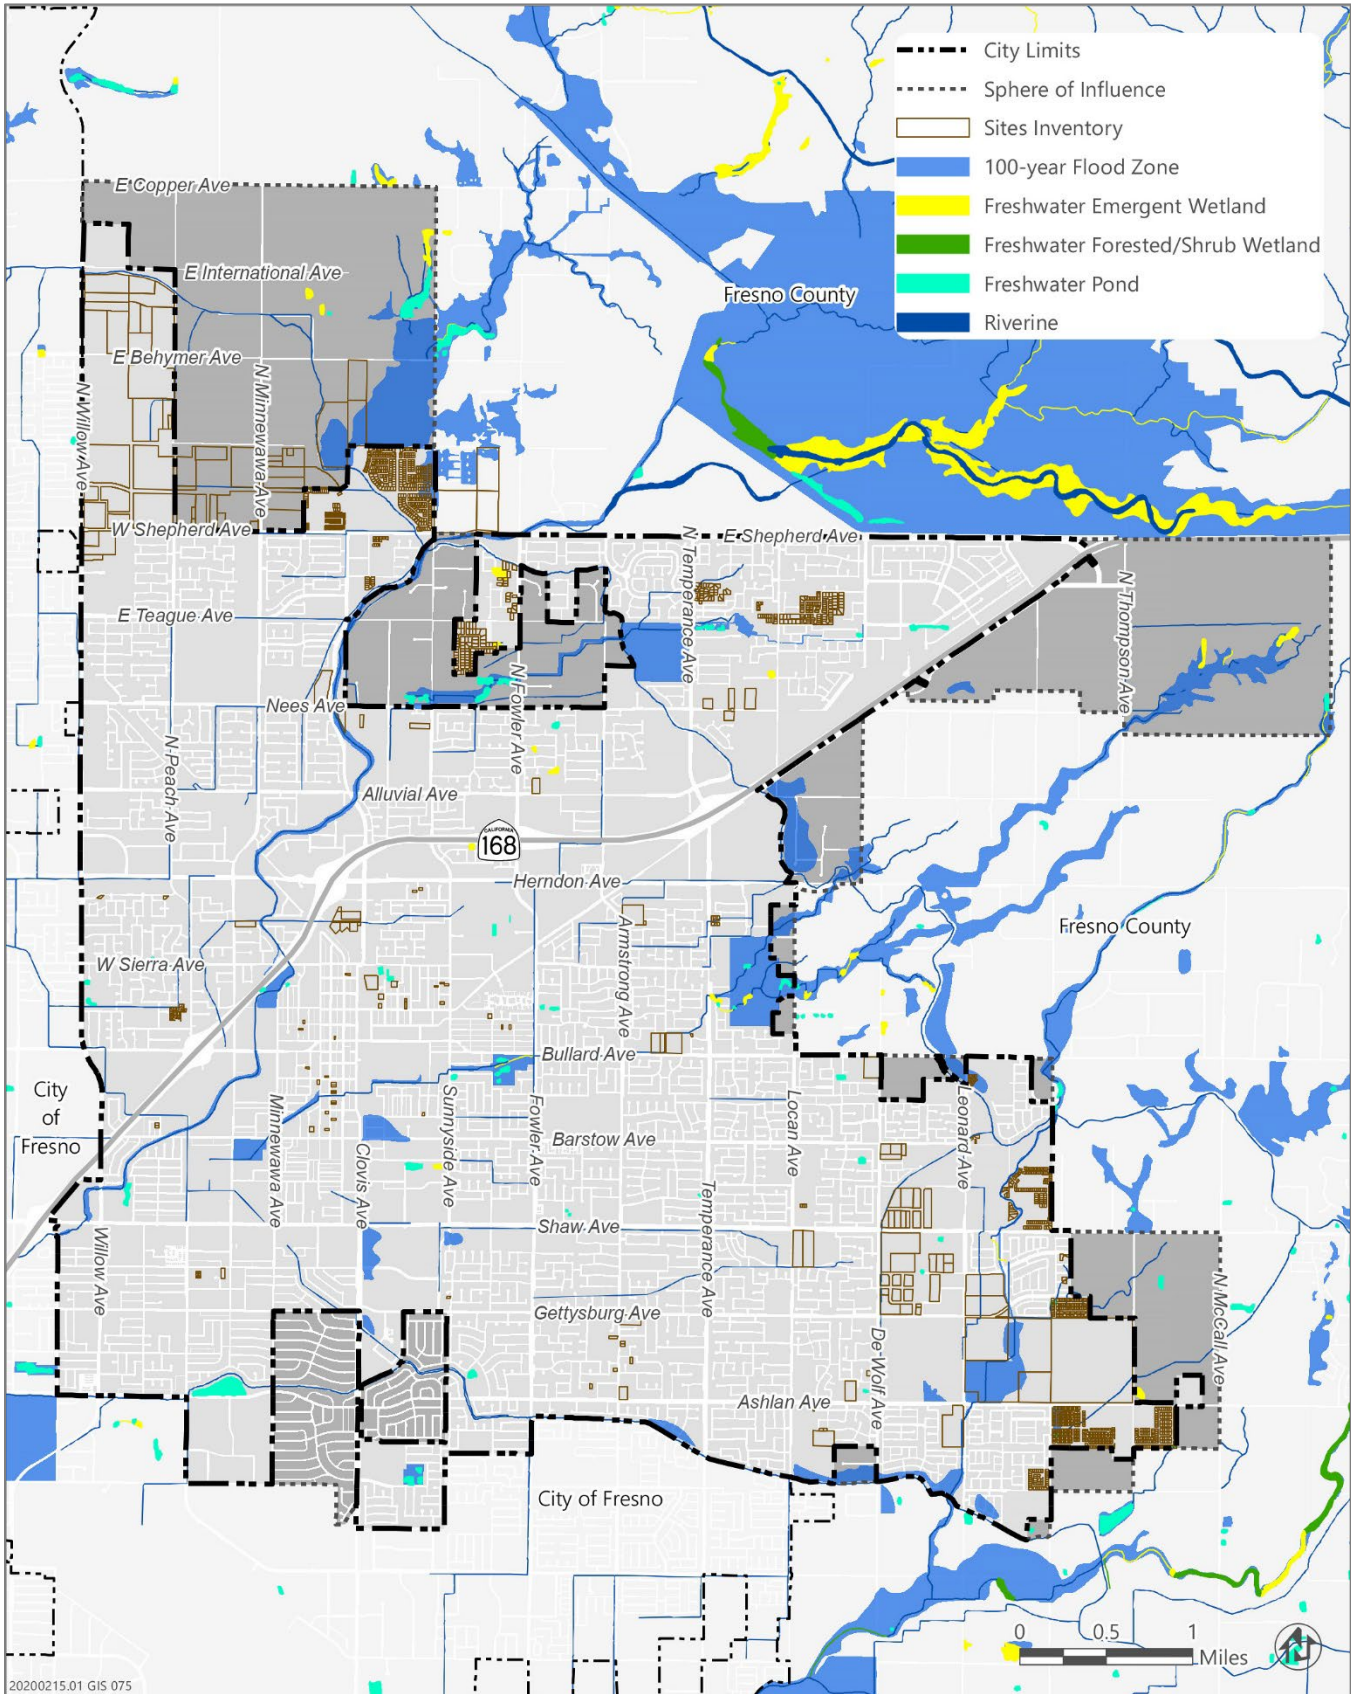 City Limits
Sphere of Influence
Sites Inventory
100-year Flood Zone
Freshwater Emergent Wetland
Freshwater Forested/Shrub Wetland
Freshwater Pond
Riverine
E Copper Ave
E International Ave
Fresno County
E Behymer Ave
N Willow Ave
N Minnewawa Ave
W Shepherd Ave
E Shepherd Ave
N Temperance Ave
E Teague Ave
N Thompson Ave
Nees Ave
N Fowler Ave
N Peach Ave
Alluvial Ave
CALIFORNIA
168
Herndon Ave
Armstrong Ave
Fresno County
W Sierra Ave
Bullard Ave
City
of
Fresno
Minnewawa Ave
Clovis Ave
Sunnyside Ave
Fowler Ave
Barstow Ave
Locan Ave
Leonard Ave
Temperance Ave
Shaw Ave
Willow Ave
Gettysburg Ave
De Wolf Ave
N McCall Ave
Ashlan Ave
City of Fresno
0 0.5 1
Miles
N
20200215.01 GIS 075